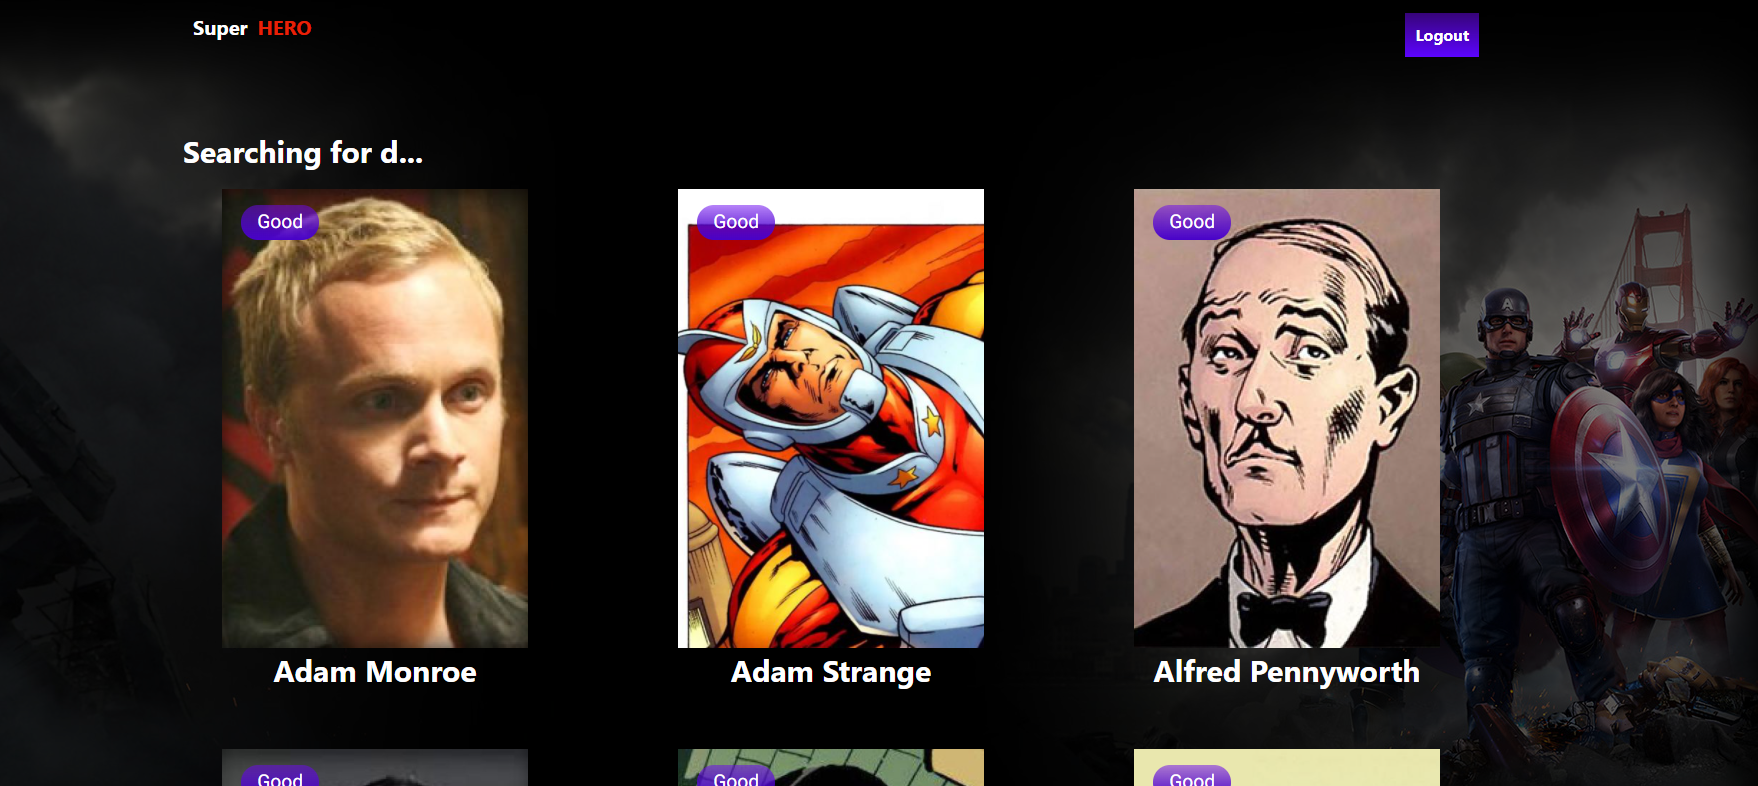 Super HERO
Logout
Searching for d...
Good
Good
Good
Adam Monroe
Adam Strange
Alfred Pennyworth
Good
Good
Good